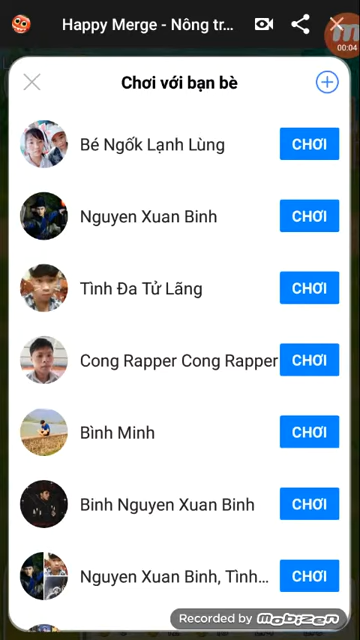 Happy Merge - Nông tr...
00:04
Chơi với bạn bè
Bé Ngốk Lạnh Lùng
CHƠI
Nguyen Xuan Binh
CHƠI
Tình Đa Tử Lãng
CHƠI
Cong Rapper Cong Rapper
CHƠI
Bình Minh
CHƠI
Binh Nguyen Xuan Binh
CHƠI
Nguyen Xuan Binh, Tình...
CHƠI
Recorded by Mobizen